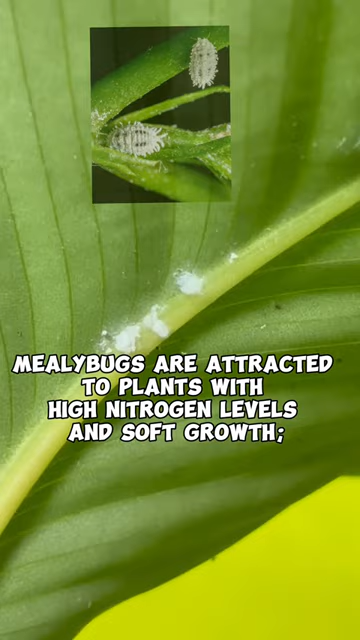 MEALYBUGS ARE ATTRACTED
TO PLANTS WITH
HIGH NITROGEN LEVELS
AND SOFT GROWTH;